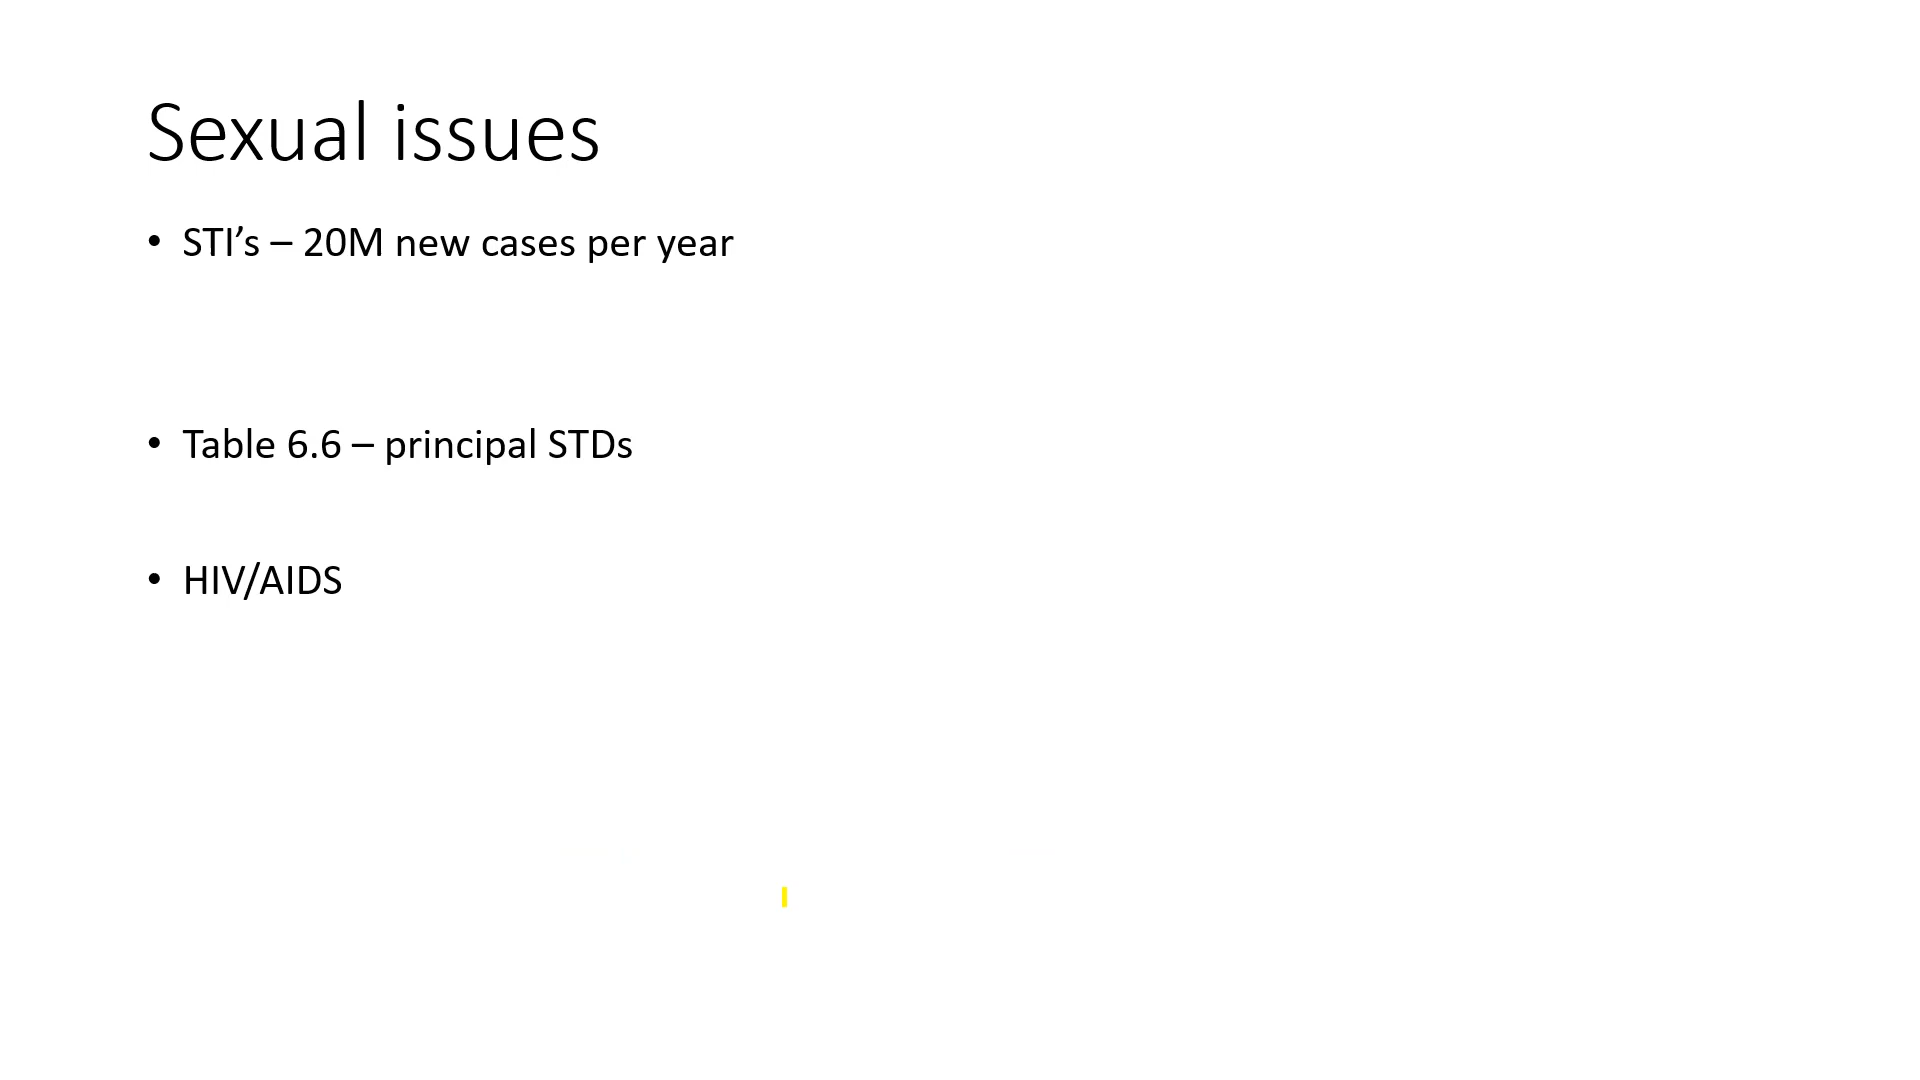 Sexual issues
• STI’s – 20M new cases per year
• Table 6.6 – principal STDs
• HIV/AIDS